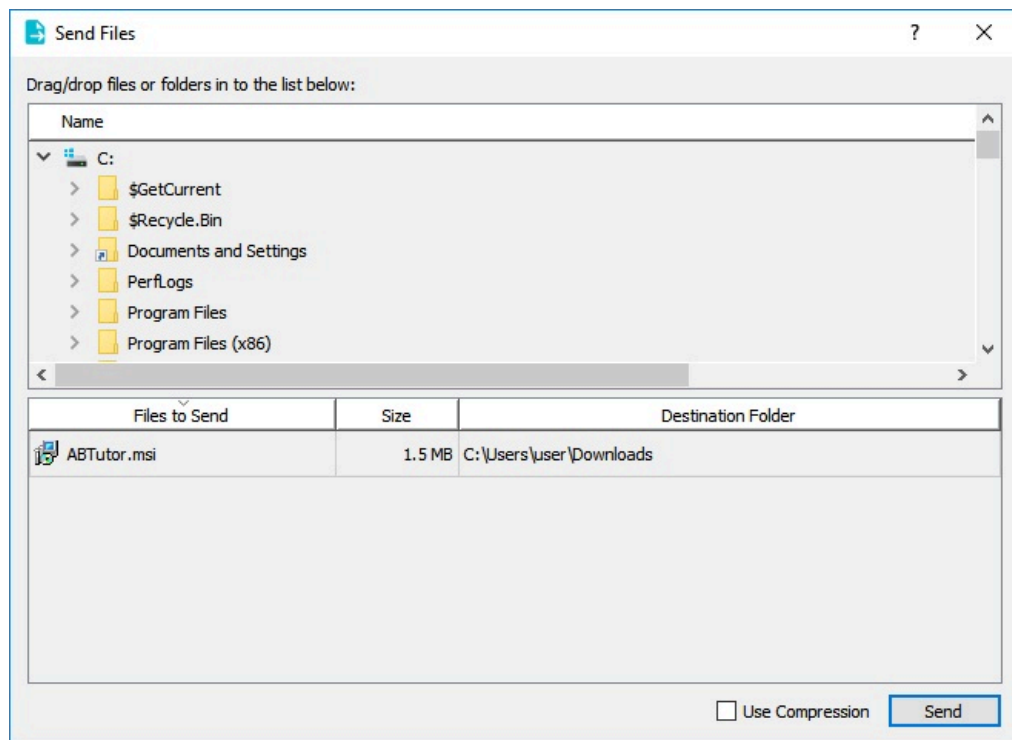 Send Files ?
Drag/drop files or folders in to the list below:
Name
C:
$GetCurrent
$Recycle.Bin
Documents and Settings
PerfLogs
Program Files
Program Files (x86)
Files to Send Size Destination Folder
ABTutor.msi 1.5 MB C:\Users\user\Downloads
Use Compression Send